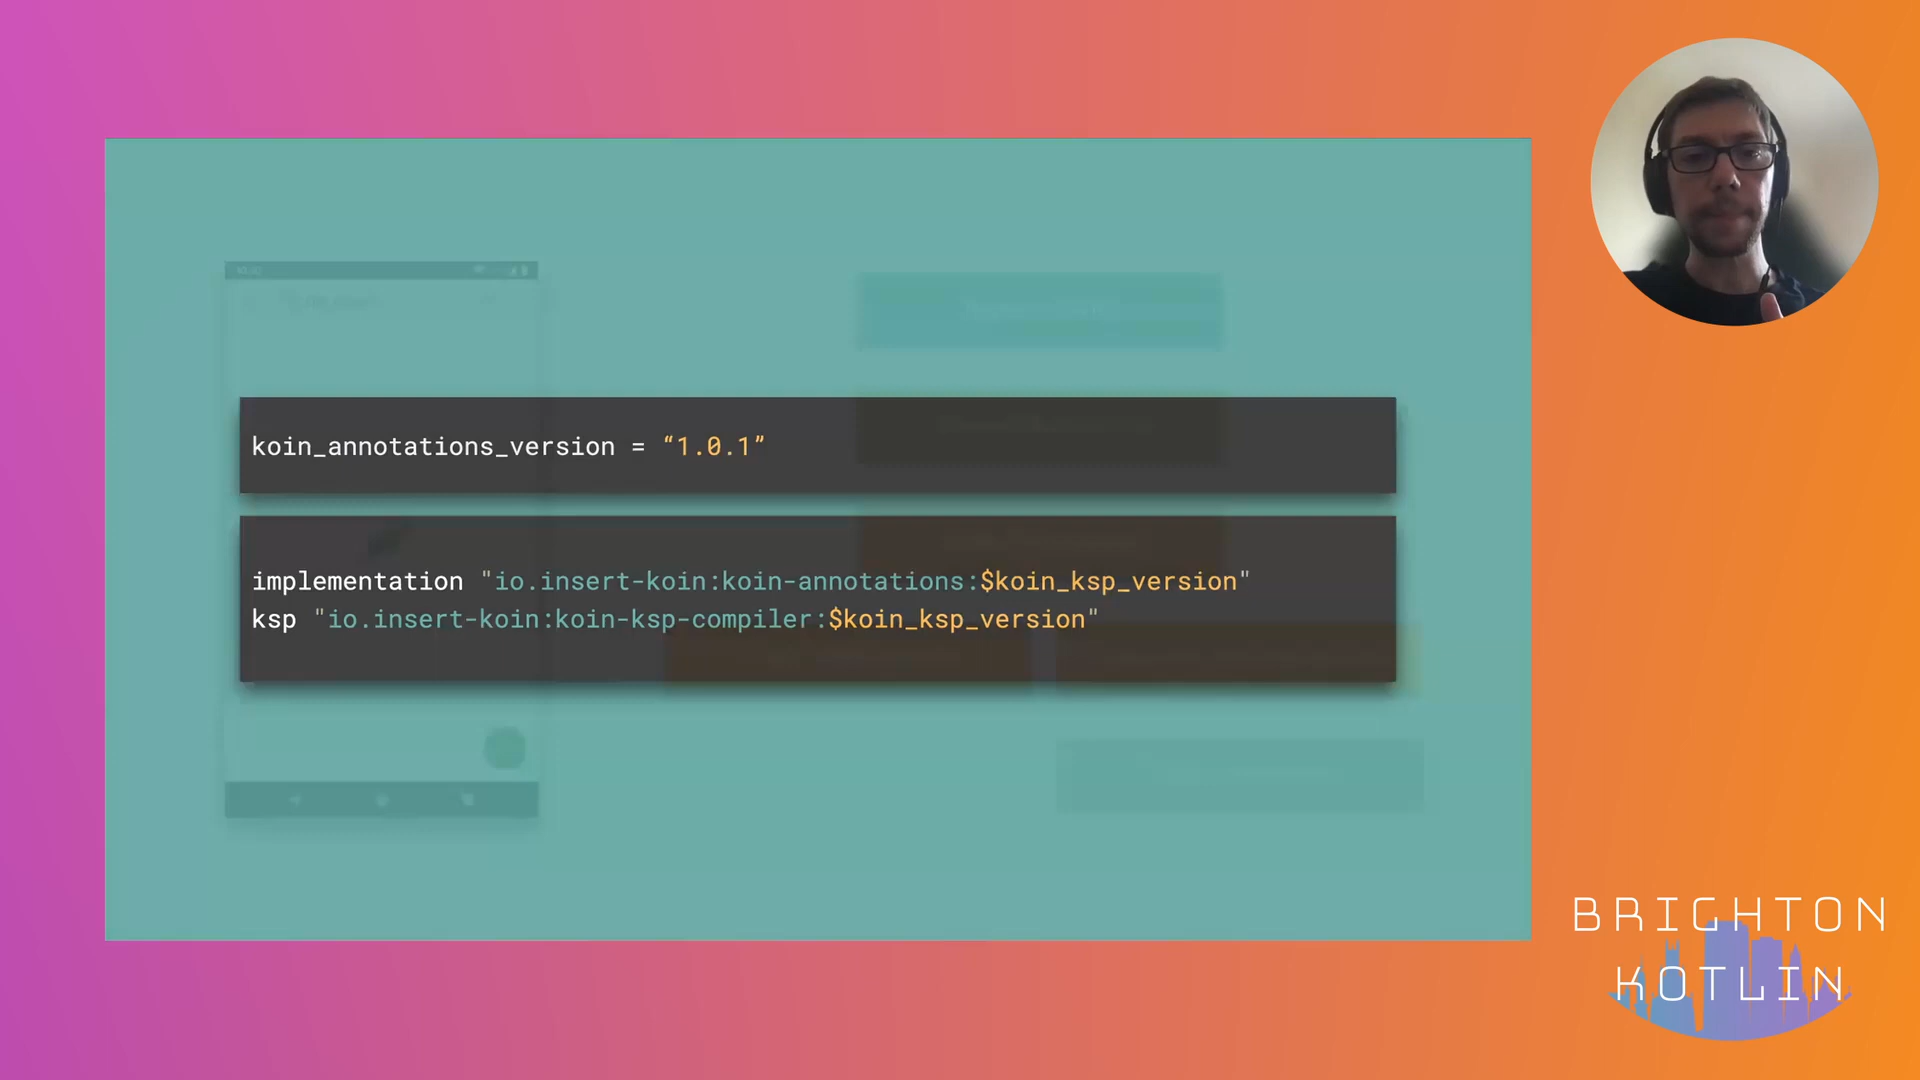 koin_annotations_version = “1.0.1”
implementation "io.insert-koin:koin-annotations:$koin_ksp_version"
ksp "io.insert-koin:koin-ksp-compiler:$koin_ksp_version"
BRIGHTON
KOTLIN